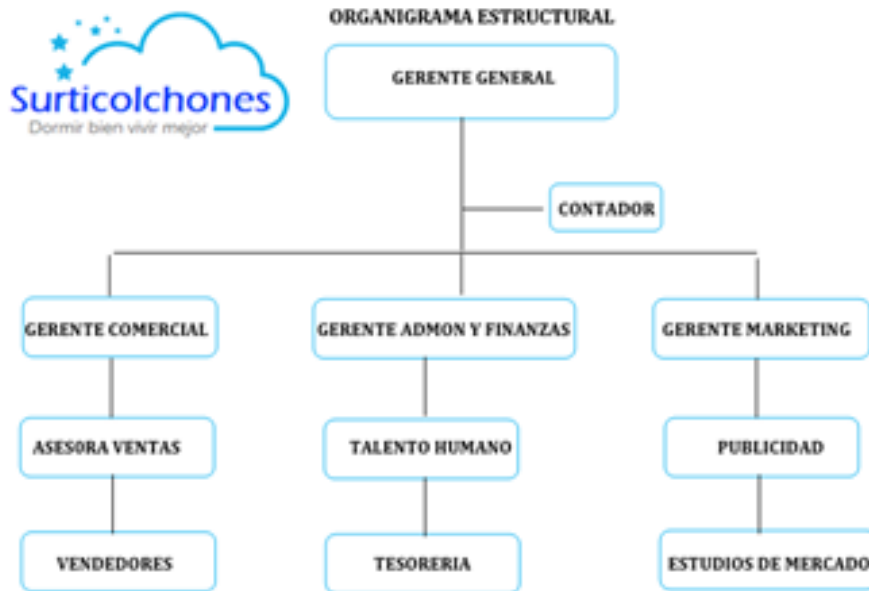 ORGANIGRAMA ESTRUCTURAL
Surticolchones
Dormir bien vivir mejor
GERENTE GENERAL
CONTADOR
GERENTE COMERCIAL
GERENTE ADMON Y FINANZAS
GERENTE MARKETING
ASESORA VENTAS
TALENTO HUMANO
PUBLICIDAD
VENDEDORES
TESORERIA
ESTUDIOS DE MERCADO